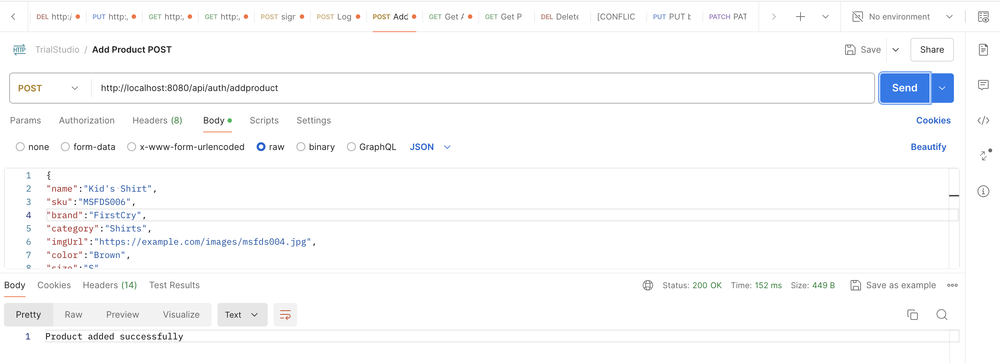 DEL http:/ PUT http:, GET http:, GET http:, POST sigr POST Log POST Add GET Get A GET Get P DEL Delete [CONFLIC PUT PUT b PATCH PAT No environment
HTTP TrialStudio / Add Product POST Save Share
POST http://localhost:8080/api/auth/addproduct Send
Params Authorization Headers (8) Body Scripts Settings Cookies
none form-data x-www-form-urlencoded raw binary GraphQL JSON Beautify
1 {
2 "name":"Kid's Shirt",
3 "sku":"MSFDS006",
4 "brand":"FirstCry",
5 "category":"Shirts",
6 "imgUrl":"https://example.com/images/msfds004.jpg",
7 "color":"Brown",
8 "size":"S"
Body Cookies Headers (14) Test Results Status: 200 OK Time: 152 ms Size: 449 B Save as example
Pretty Raw Preview Visualize Text
1 Product added successfully